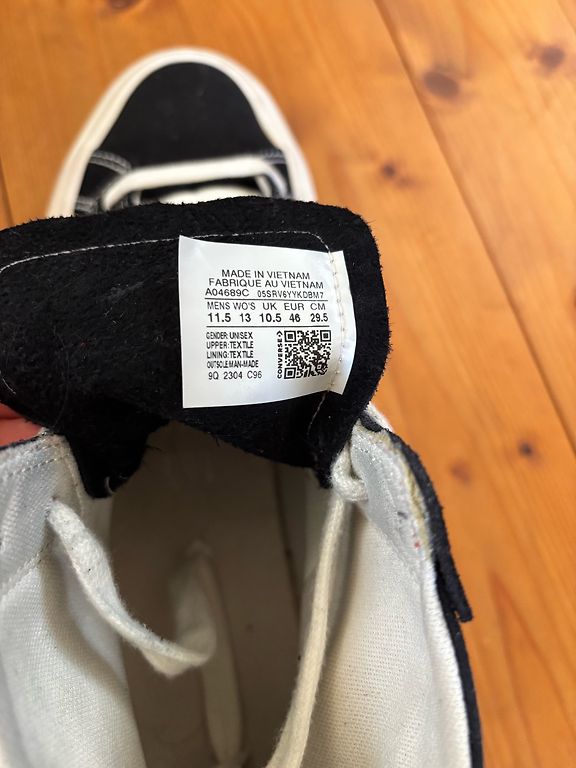 MADE IN VIETNAM
FABRIQUE AU VIETNAM
A04689C 05SRV6YYKDBM7
MENS WO'S UK EUR CM
11.5 13 10.5 46 29.5
GENDER: UNISEX
UPPER: TEXTILE
LINING: TEXTILE
OUTSOLE: MAN-MADE
9Q 2304 C96
CONVERSE